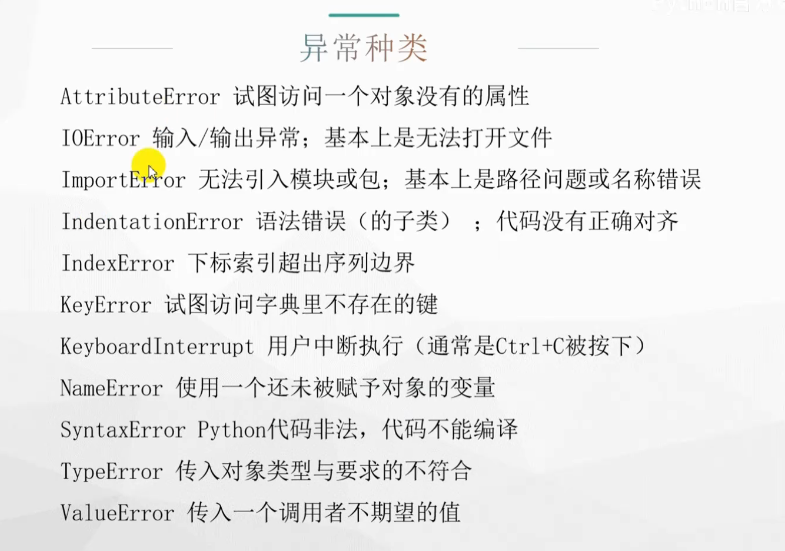 异常种类
AttributeError 试图访问一个对象没有的属性
IOError 输入/输出异常；基本上是无法打开文件
ImportError 无法引入模块或包；基本上是路径问题或名称错误
IndentationError 语法错误（的子类） ；代码没有正确对齐
IndexError 下标索引超出序列边界
KeyError 试图访问字典里不存在的键
KeyboardInterrupt 用户中断执行（通常是Ctrl+C被按下）
NameError 使用一个还未被赋予对象的变量
SyntaxError Python代码非法，代码不能编译
TypeError 传入对象类型与要求的不符合
ValueError 传入一个调用者不期望的值